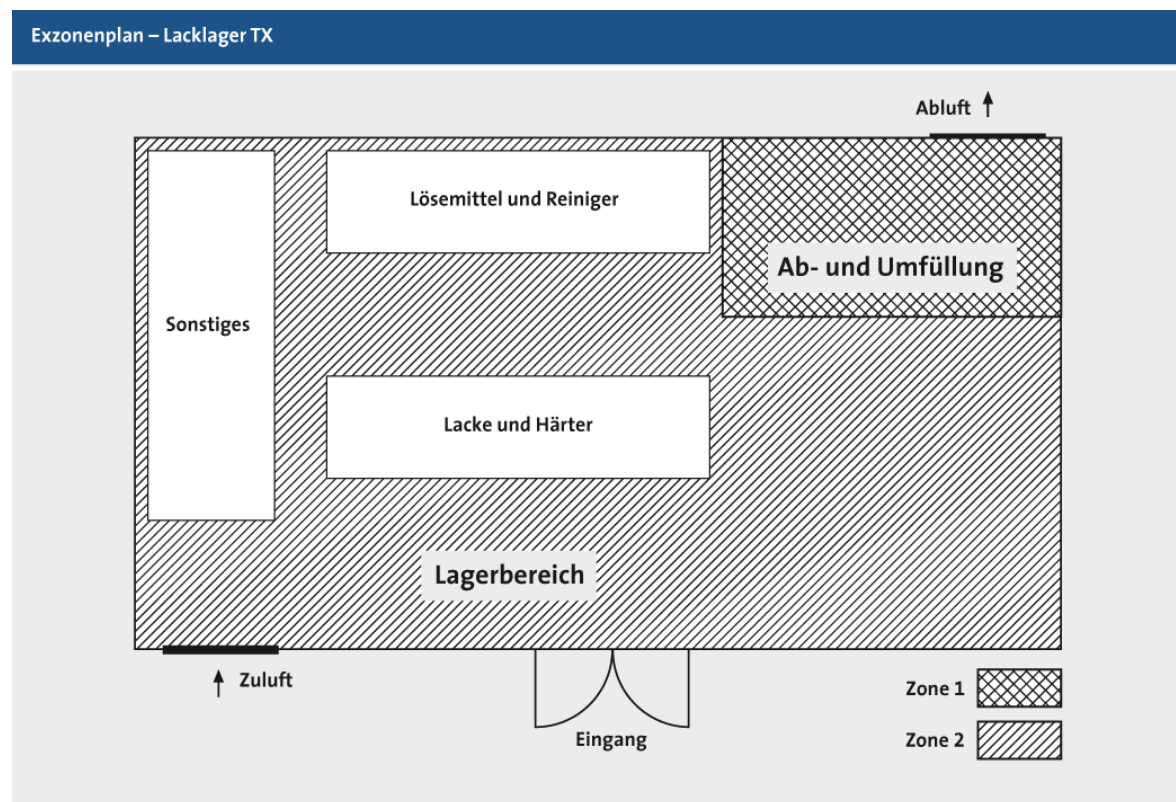 Exzonenplan – Lacklager TX
Abluft
Lösemittel und Reiniger
Ab- und Umfüllung
Sonstiges
Lacke und Härter
Lagerbereich
Zuluft
Eingang
Zone 1
Zone 2